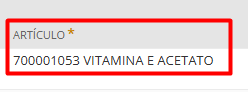 ARTÍCULO *
700001053 VITAMINA E ACETATO